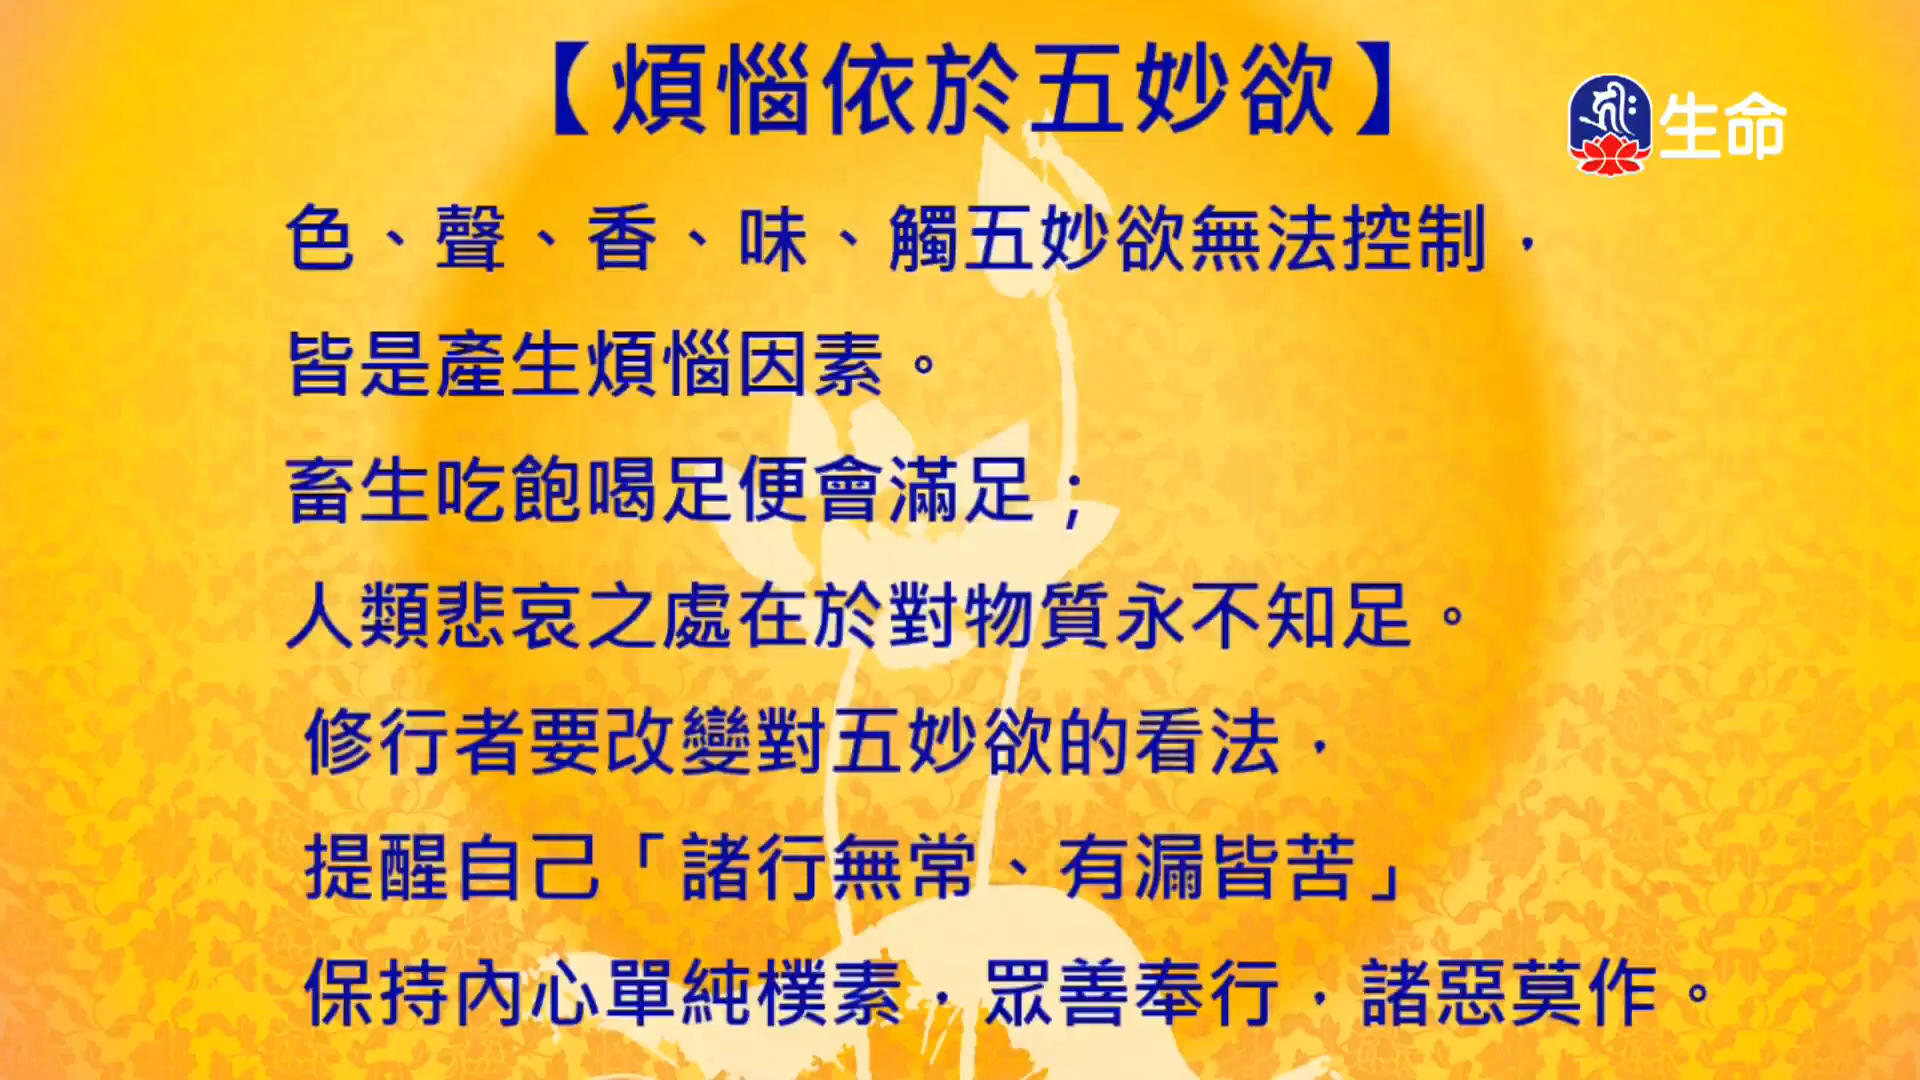 【煩惱依於五妙欲】
生命
色、聲、香、味、觸五妙欲無法控制，
皆是產生煩惱因素。
畜生吃飽喝足便會滿足；
人類悲哀之處在於對物質永不知足。
修行者要改變對五妙欲的看法，
提醒自己「諸行無常、有漏皆苦」
保持內心單純樸素，眾善奉行，諸惡莫作。